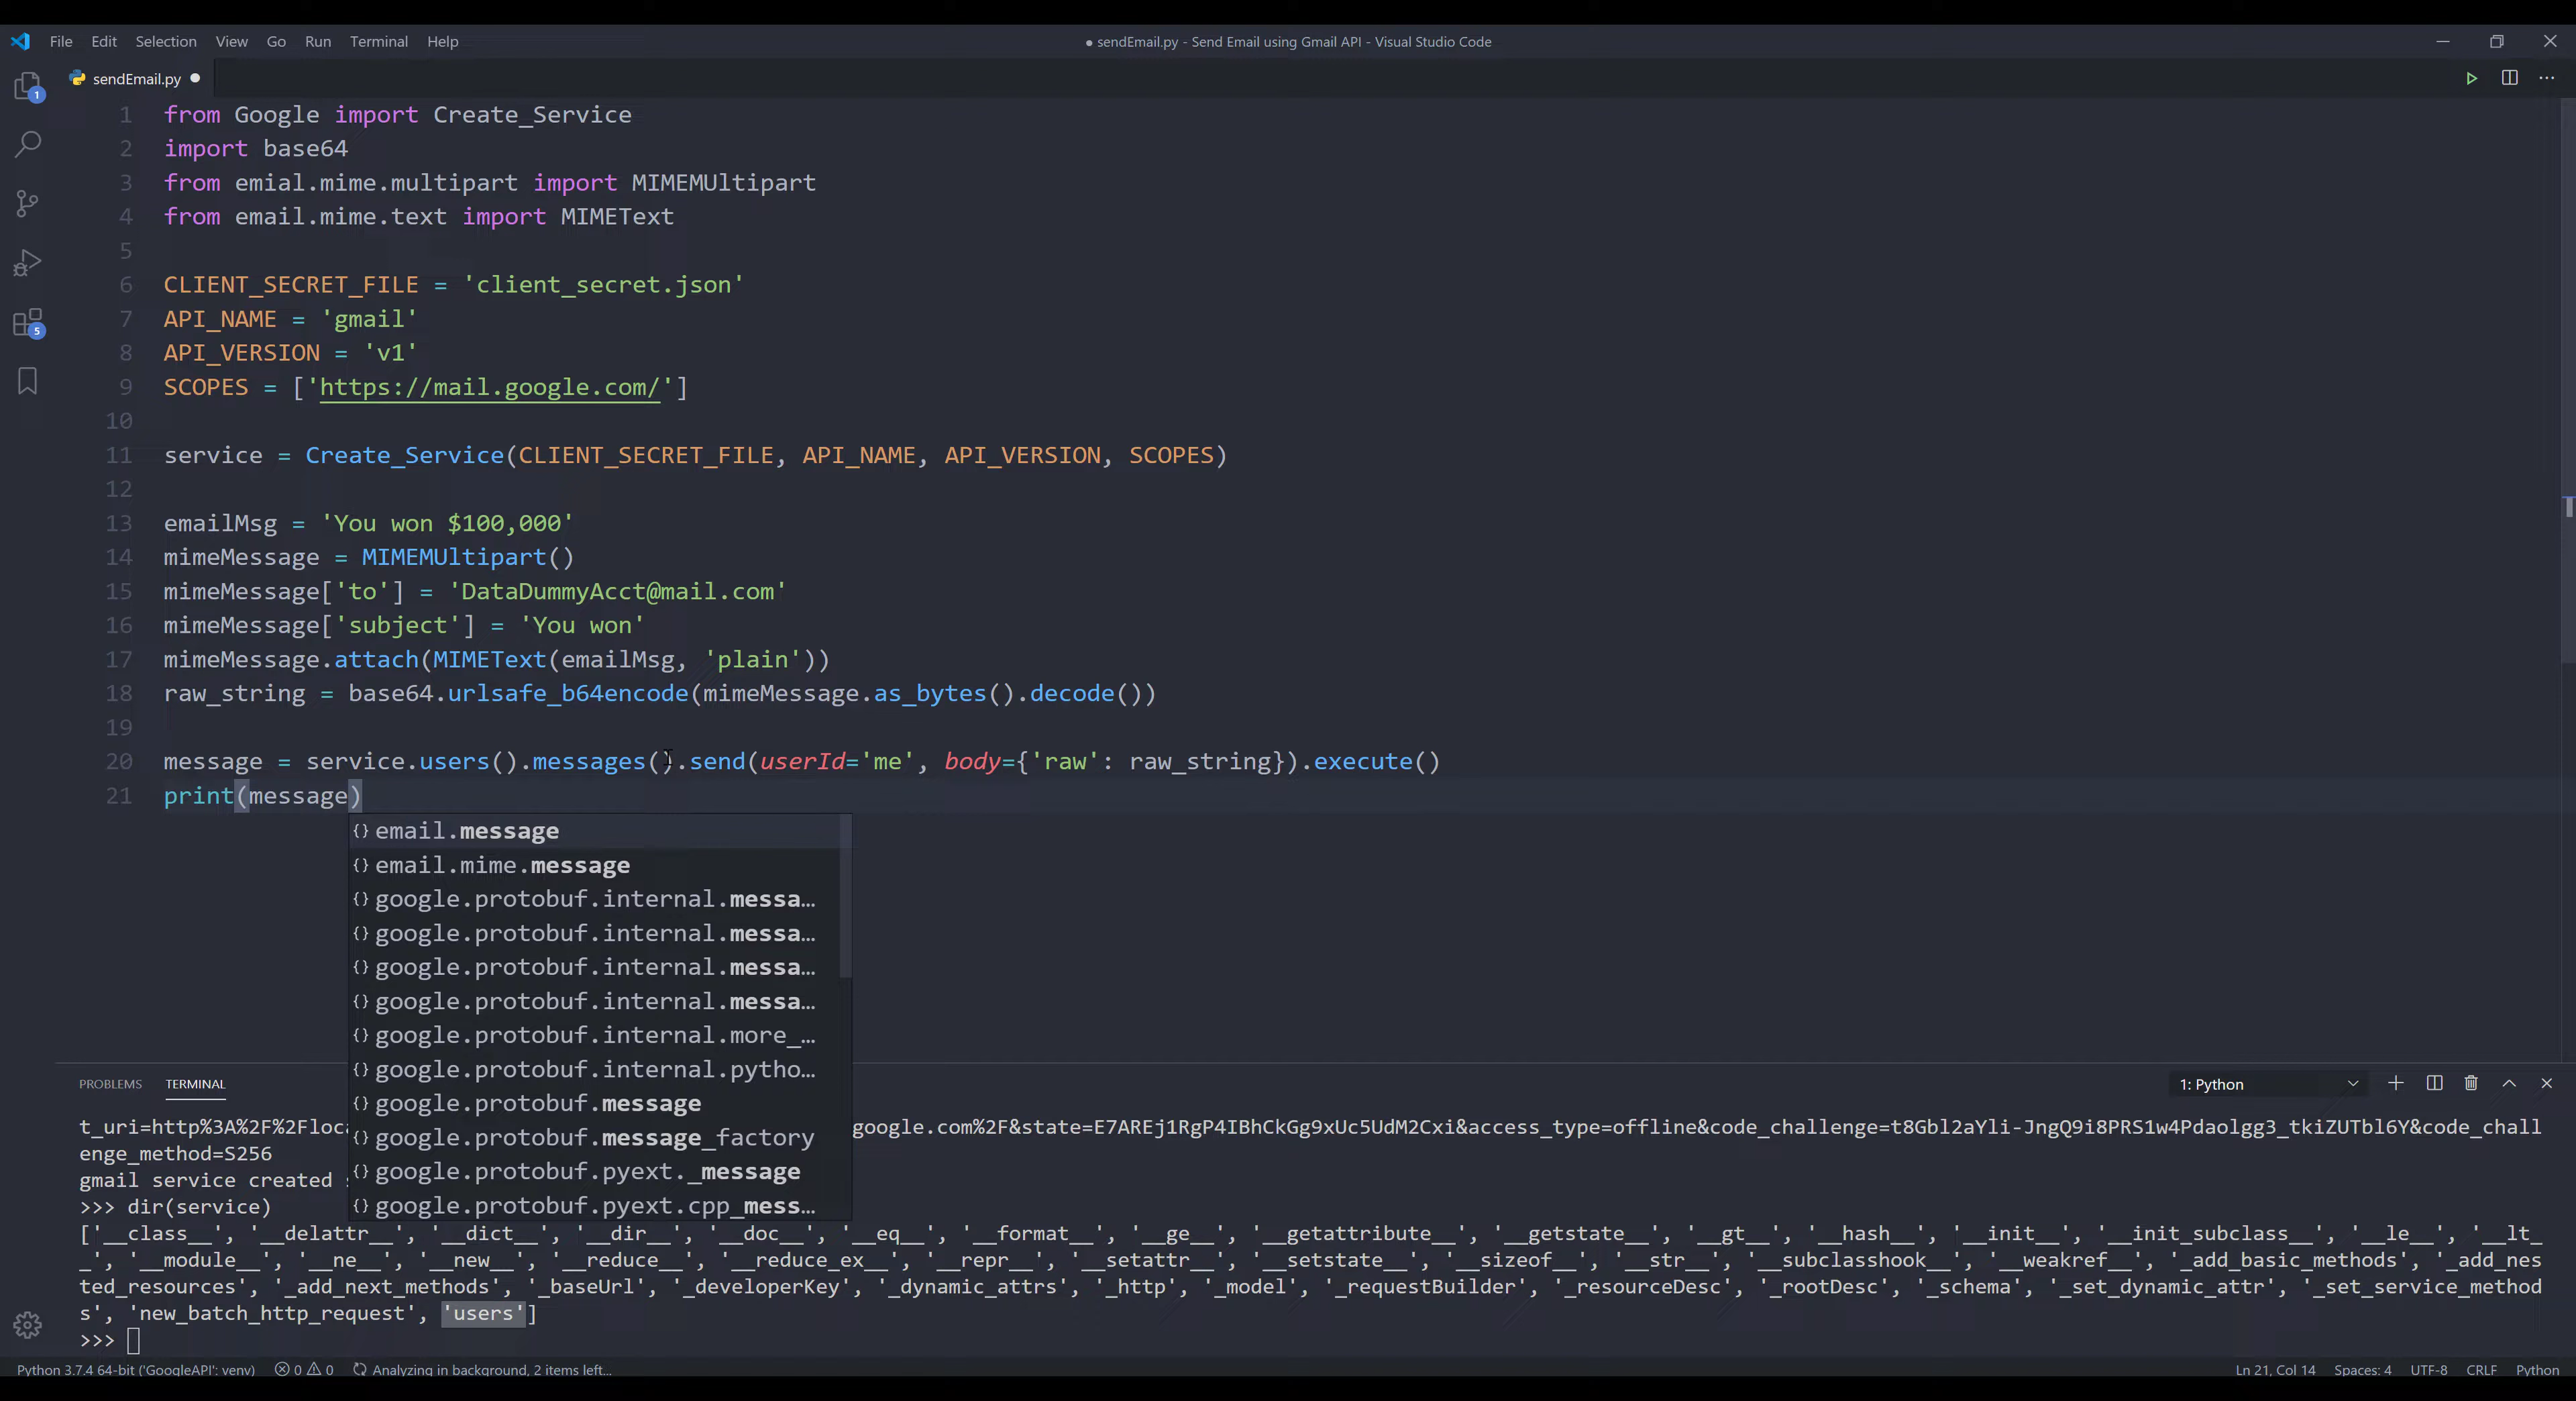 File Edit Selection View Go Run Terminal Help
● sendEmail.py - Send Email using Gmail API - Visual Studio Code
sendEmail.py
1
5
1 from Google import Create_Service
2 import base64
3 from emial.mime.multipart import MIMEMUltipart
4 from email.mime.text import MIMEText
5
6 CLIENT_SECRET_FILE = 'client_secret.json'
7 API_NAME = 'gmail'
8 API_VERSION = 'v1'
9 SCOPES = ['https://mail.google.com/']
10
11 service = Create_Service(CLIENT_SECRET_FILE, API_NAME, API_VERSION, SCOPES)
12
13 emailMsg = 'You won $100,000'
14 mimeMessage = MIMEMUltipart()
15 mimeMessage['to'] = 'DataDummyAcct@mail.com'
16 mimeMessage['subject'] = 'You won'
17 mimeMessage.attach(MIMEText(emailMsg, 'plain'))
18 raw_string = base64.urlsafe_b64encode(mimeMessage.as_bytes().decode())
19
20 message = service.users().messages().send(userId='me', body={'raw': raw_string}).execute()
21 print(message)
{} email.message
{} email.mime.message
{} google.protobuf.internal.messa…
{} google.protobuf.internal.messa…
{} google.protobuf.internal.messa…
{} google.protobuf.internal.messa…
{} google.protobuf.internal.more_…
{} google.protobuf.internal.pytho…
{} google.protobuf.message
{} google.protobuf.message_factory
{} google.protobuf.pyext._message
{} google.protobuf.pyext.cpp_mess…
PROBLEMS TERMINAL
1: Python
t_uri=http%3A%2F%2Floca google.com%2F&state=E7AREj1RgP4IBhCkGg9xUc5UdM2Cxi&access_type=offline&code_challenge=t8Gbl2aYli-JngQ9i8PRS1w4Pdaolgg3_tkiZUTbl6Y&code_chall
enge_method=S256
gmail service created s
>>> dir(service)
['__class__', '__delattr__', '__dict__', '__dir__', '__doc__', '__eq__', '__format__', '__ge__', '__getattribute__', '__getstate__', '__gt__', '__hash__', '__init__', '__init_subclass__', '__le__', '__lt_
_', '__module__', '__ne__', '__new__', '__reduce__', '__reduce_ex__', '__repr__', '__setattr__', '__setstate__', '__sizeof__', '__str__', '__subclasshook__', '__weakref__', '_add_basic_methods', '_add_nes
ted_resources', '_add_next_methods', '_baseUrl', '_developerKey', '_dynamic_attrs', '_http', '_model', '_requestBuilder', '_resourceDesc', '_rootDesc', '_schema', '_set_dynamic_attr', '_set_service_method
s', 'new_batch_http_request', 'users']
>>>
Python 3.7.4 64-bit ('GoogleAPI': venv) 0 0 Analyzing in background, 2 items left... Ln 21, Col 14 Spaces: 4 UTF-8 CRLF Python